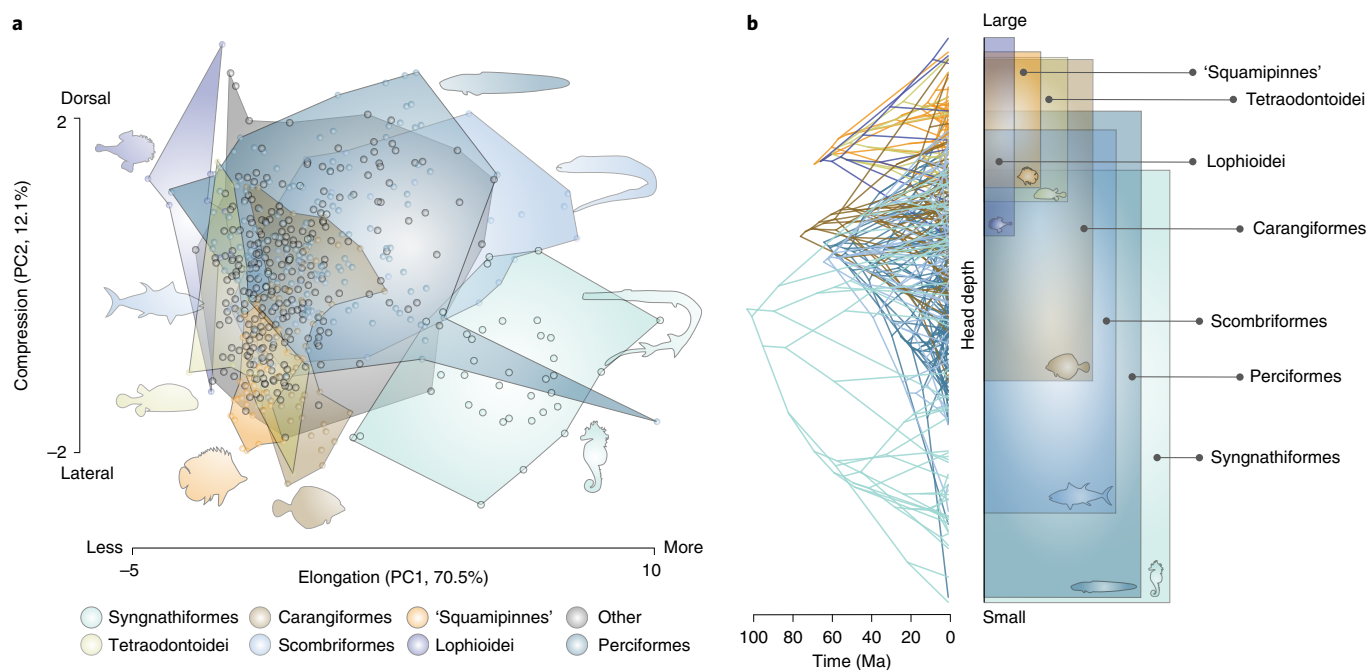 a
Dorsal
2
Compression (PC2, 12.1%)
–2
Lateral
Less
More
–5
10
Elongation (PC1, 70.5%)
Syngnathiformes
Carangiformes
‘Squamipinnes’
Other
Tetraodontoidei
Scombriformes
Lophioidei
Perciformes
b
Large
‘Squamipinnes’
Tetraodontoidei
Lophioidei
Carangiformes
Scombriformes
Perciformes
Syngnathiformes
Head depth
Small
100 80 60 40 20 0
Time (Ma)